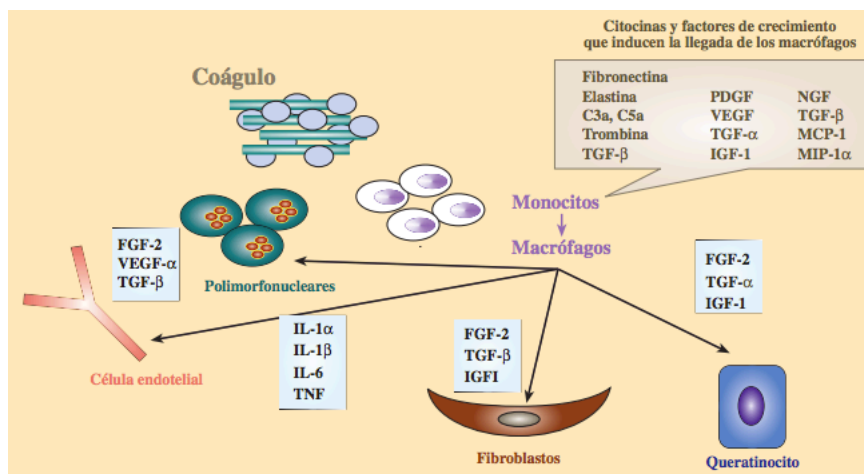 Citocinas y factores de crecimiento
que inducen la llegada de los macrófagos
Fibronectina
Elastina PDGF NGF
C3a, C5a VEGF TGF-β
Trombina TGF-α MCP-1
TGF-β IGF-1 MIP-1α
Coágulo
Monocitos
Macrófagos
Polimorfonucleares
FGF-2
VEGF-α
TGF-β
Célula endotelial
IL-1α
IL-1β
IL-6
TNF
FGF-2
TGF-β
IGFI
Fibroblastos
FGF-2
TGF-α
IGF-1
Queratinocito